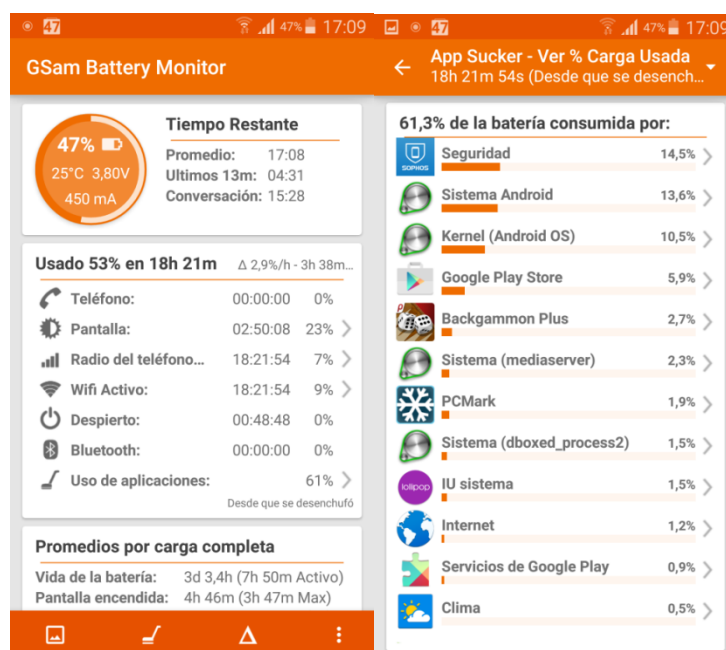 47 47% 17:09
GSam Battery Monitor
47%
25°C 3,80V
450 mA
Tiempo Restante
Promedio: 17:08
Ultimos 13m: 04:31
Conversación: 15:28
Usado 53% en 18h 21m Δ 2,9%/h - 3h 38m...
Teléfono: 00:00:00 0%
Pantalla: 02:50:08 23%
Radio del teléfono... 18:21:54 7%
Wifi Activo: 18:21:54 9%
Despierto: 00:48:48 0%
Bluetooth: 00:00:00 0%
Uso de aplicaciones: 61%
Desde que se desenchufó
Promedios por carga completa
Vida de la batería: 3d 3,4h (7h 50m Activo)
Pantalla encendida: 4h 46m (3h 47m Max)
Δ
47 47% 17:09
App Sucker - Ver % Carga Usada
18h 21m 54s (Desde que se desench...
61,3% de la batería consumida por:
SOPHOS
Seguridad 14,5%
Sistema Android 13,6%
Kernel (Android OS) 10,5%
Google Play Store 5,9%
Backgammon Plus 2,7%
Sistema (mediaserver) 2,3%
PCMark 1,9%
Sistema (dboxed_process2) 1,5%
lollipop
IU sistema 1,5%
Internet 1,2%
Servicios de Google Play 0,9%
Clima 0,5%